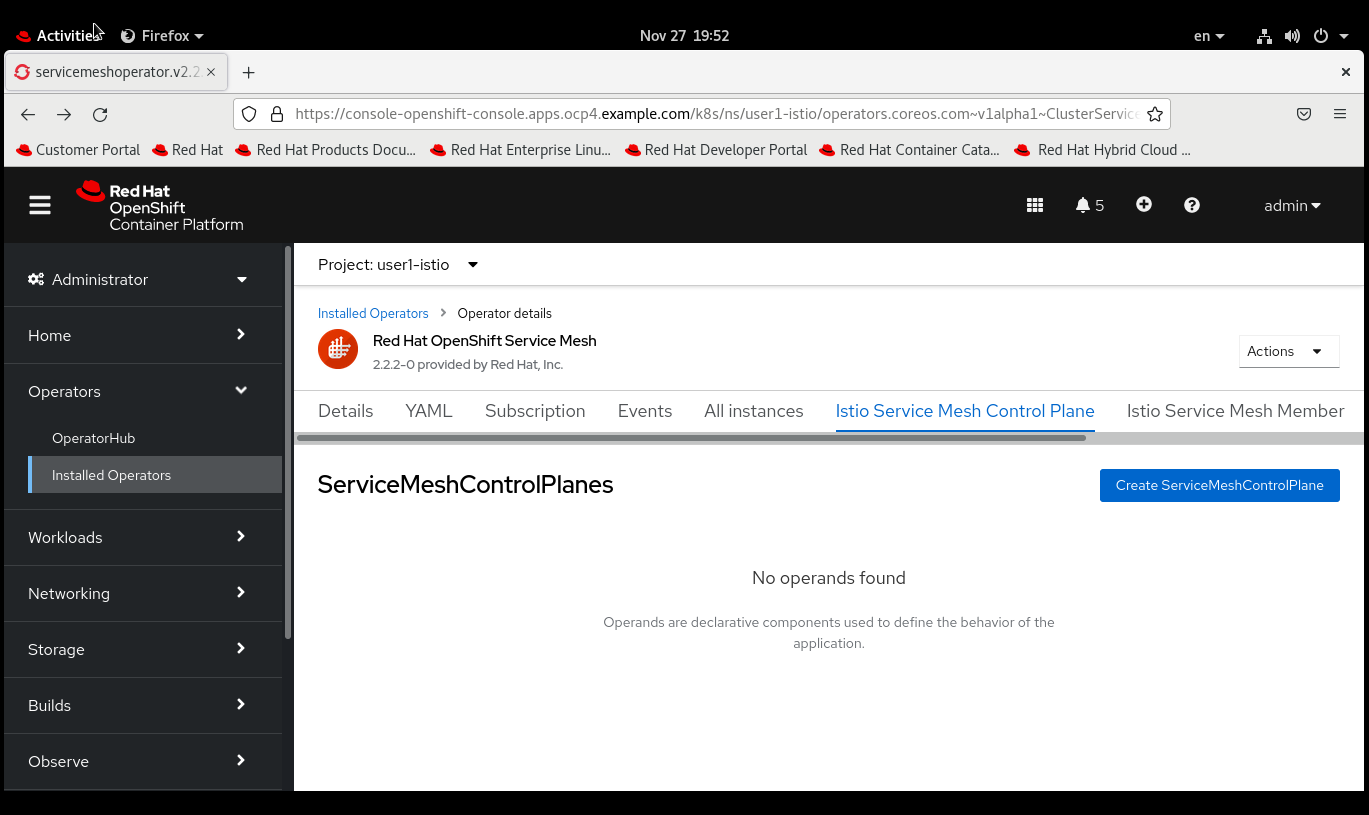 Activities Firefox Nov 27 19:52 en
servicemeshoperator.v2.2
https://console-openshift-console.apps.ocp4.example.com/k8s/ns/user1-istio/operators.coreos.com~v1alpha1~ClusterService
Customer Portal Red Hat Red Hat Products Docu... Red Hat Enterprise Linu... Red Hat Developer Portal Red Hat Container Cata... Red Hat Hybrid Cloud ...
Red Hat
OpenShift
Container Platform
5 admin
Administrator
Home
Operators
OperatorHub
Installed Operators
Workloads
Networking
Storage
Builds
Observe
Project: user1-istio
Installed Operators Operator details
Red Hat OpenShift Service Mesh
2.2.2-0 provided by Red Hat, Inc.
Actions
Details YAML Subscription Events All instances Istio Service Mesh Control Plane Istio Service Mesh Member
ServiceMeshControlPlanes
Create ServiceMeshControlPlane
No operands found
Operands are declarative components used to define the behavior of the
application.